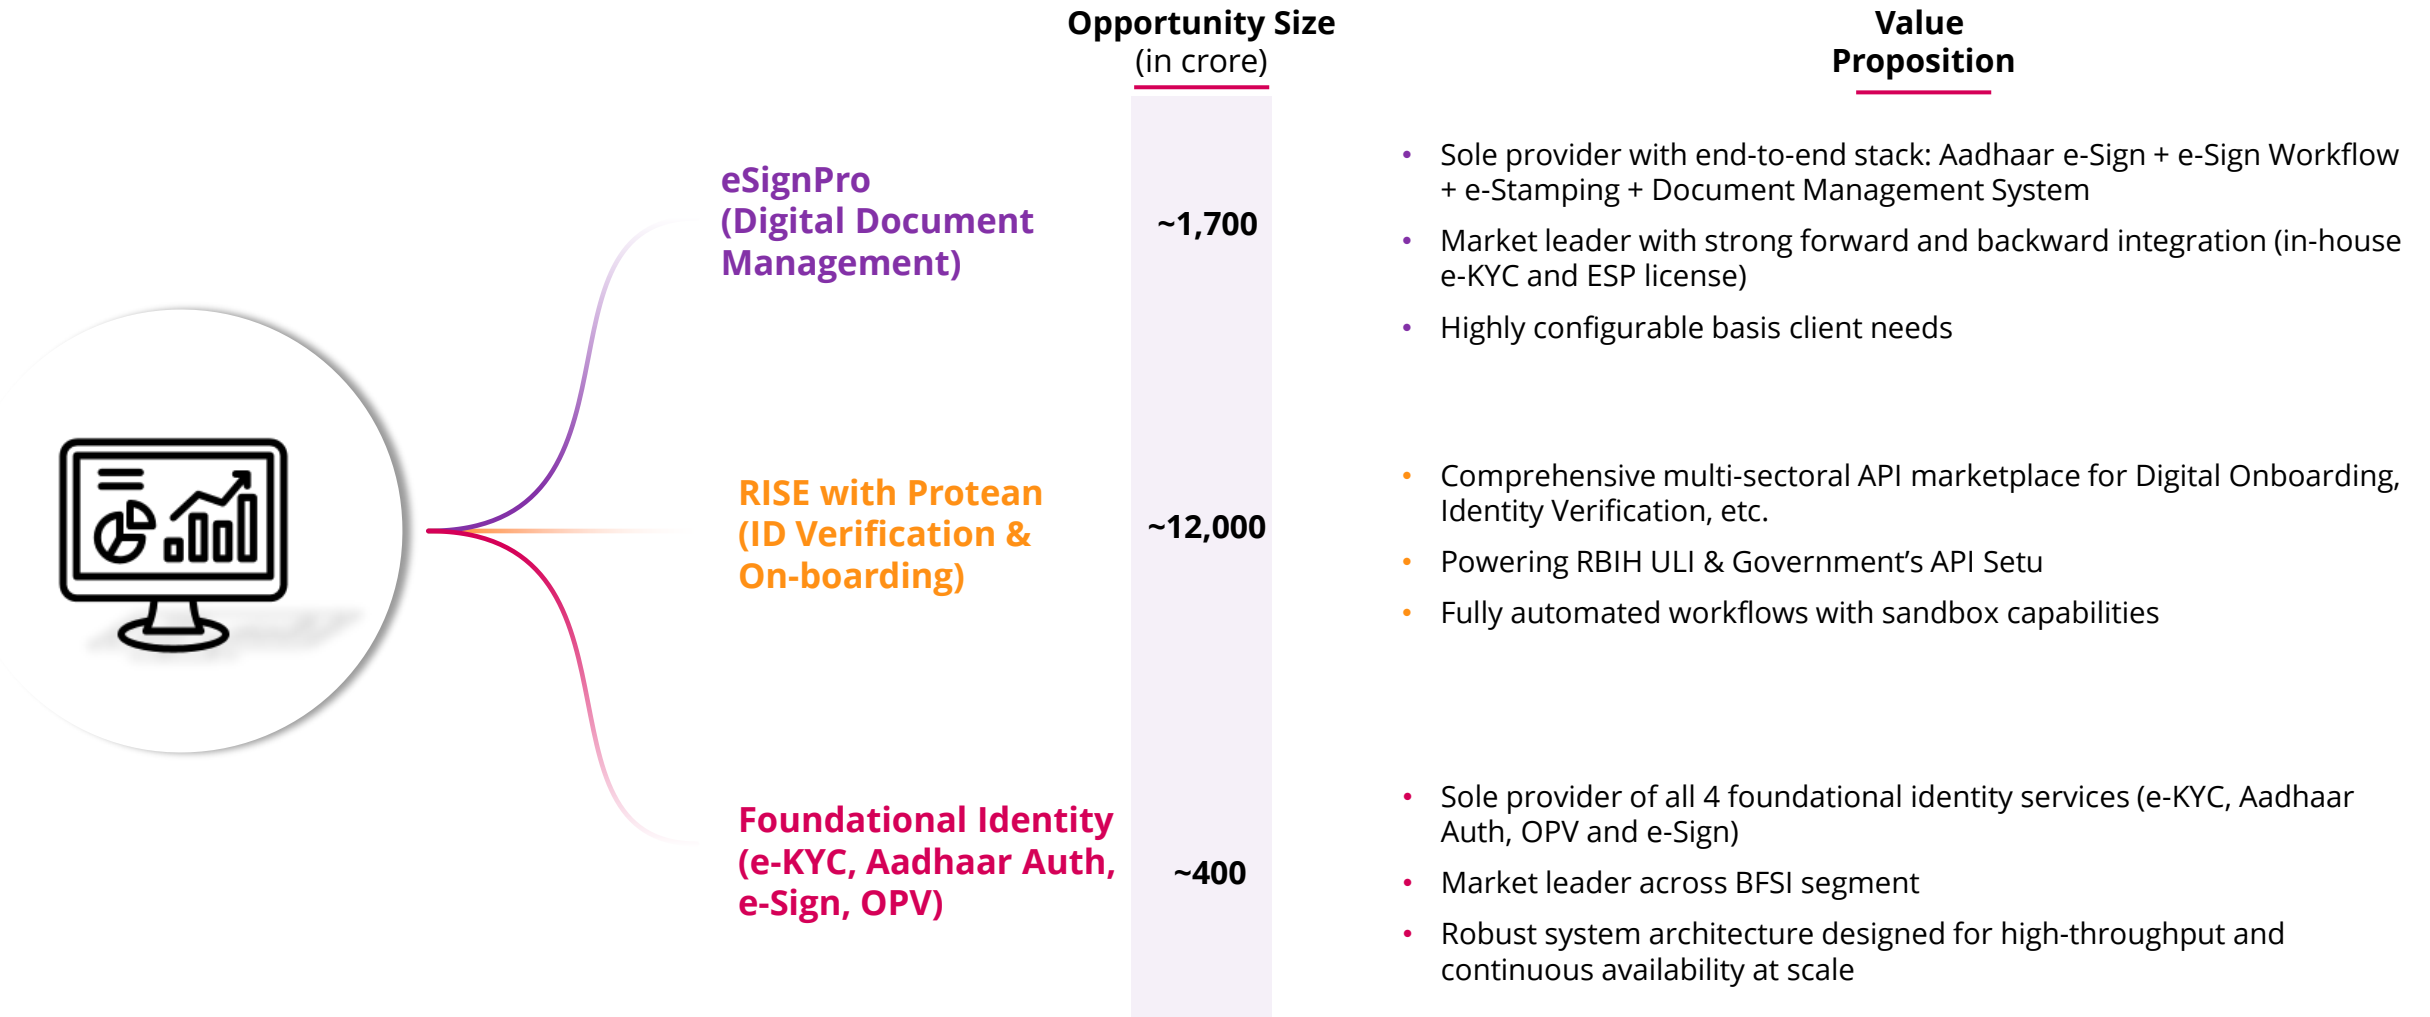 Opportunity Size
(in crore)
Value
Proposition
eSignPro
(Digital Document
Management)
~1,700
• Sole provider with end-to-end stack: Aadhaar e-Sign + e-Sign Workflow
+ e-Stamping + Document Management System
• Market leader with strong forward and backward integration (in-house
e-KYC and ESP license)
• Highly configurable basis client needs
RISE with Protean
(ID Verification &
On-boarding)
~12,000
• Comprehensive multi-sectoral API marketplace for Digital Onboarding,
Identity Verification, etc.
• Powering RBIH ULI & Government’s API Setu
• Fully automated workflows with sandbox capabilities
Foundational Identity
(e-KYC, Aadhaar Auth,
e-Sign, OPV)
~400
• Sole provider of all 4 foundational identity services (e-KYC, Aadhaar
Auth, OPV and e-Sign)
• Market leader across BFSI segment
• Robust system architecture designed for high-throughput and
continuous availability at scale